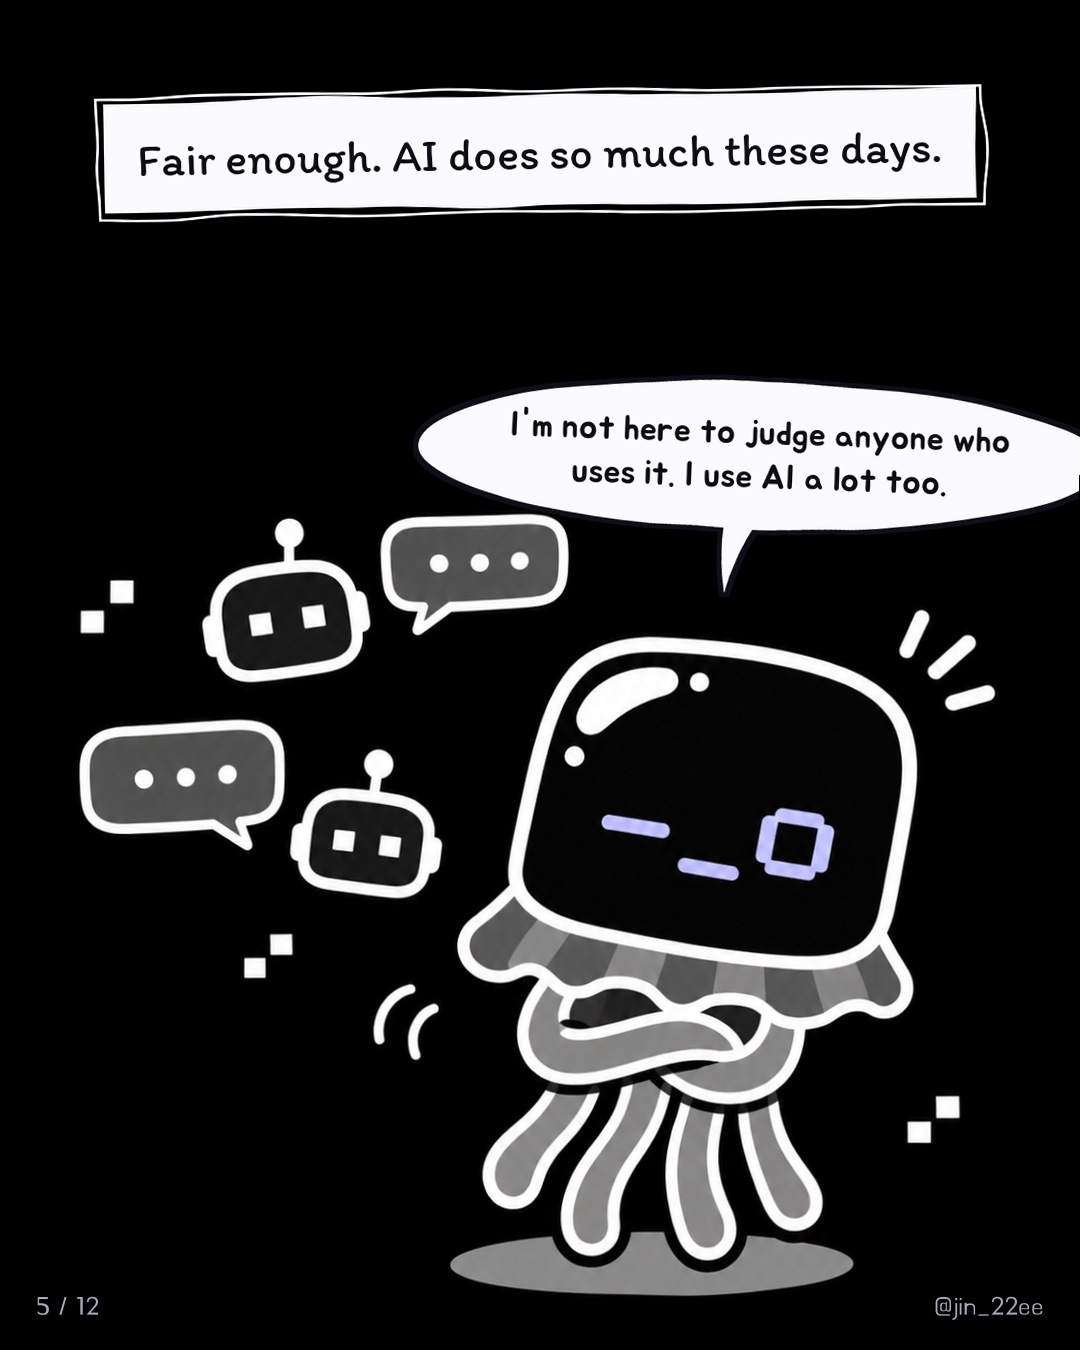 Fair enough. AI does so much these days.
I'm not here to judge anyone who
uses it. I use AI a lot too.
5 / 12
@jin_22ee